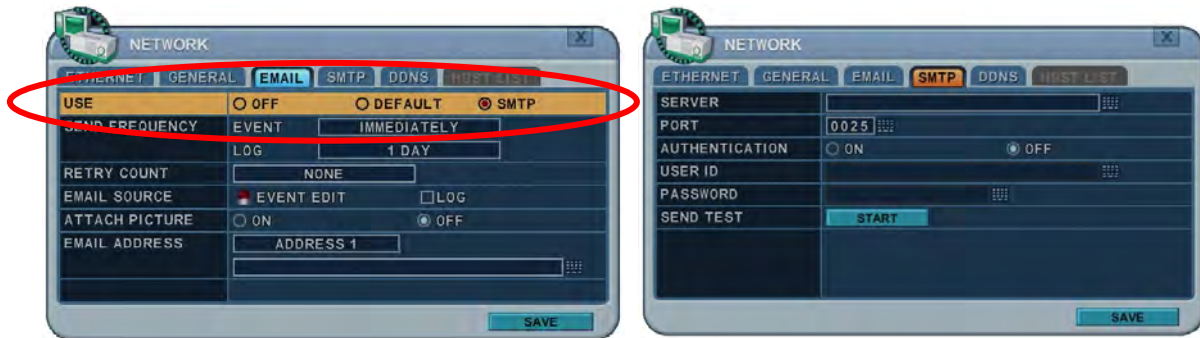 NETWORK
X
ETHERNET GENERAL EMAIL SMTP DDNS HOST LIST
USE OFF DEFAULT SMTP
SEND FREQUENCY EVENT IMMEDIATELY
LOG 1 DAY
RETRY COUNT NONE
EMAIL SOURCE EVENT EDIT LOG
ATTACH PICTURE ON OFF
EMAIL ADDRESS ADDRESS 1
SAVE
NETWORK
X
ETHERNET GENERAL EMAIL SMTP DDNS HOST LIST
SERVER
PORT 0025
AUTHENTICATION ON OFF
USER ID
PASSWORD
SEND TEST START
SAVE